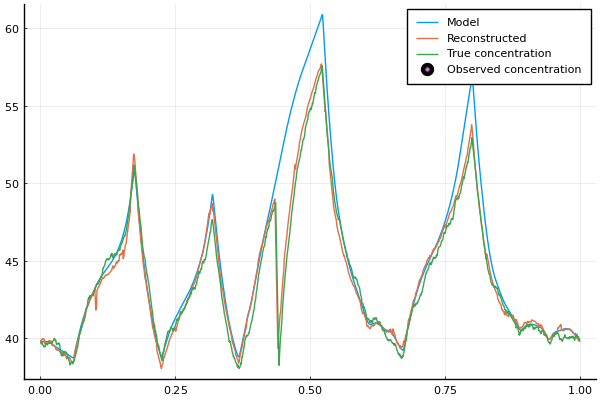 Model
Reconstructed
True concentration
Observed concentration
60
55
50
45
40
0.00 0.25 0.50 0.75 1.00